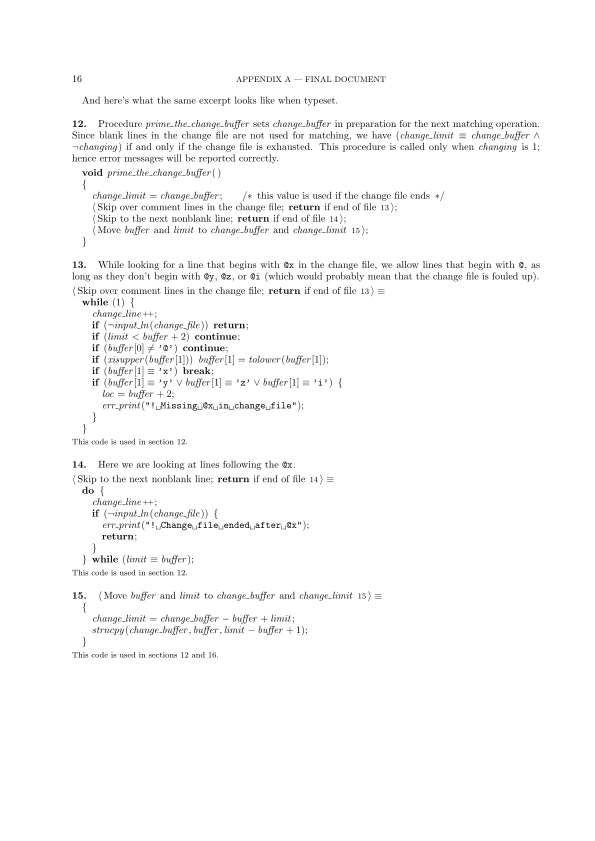 16 APPENDIX A — FINAL DOCUMENT
And here's what the same excerpt looks like when typeset.
12. Procedure prime_the_change_buffer sets change_buffer in preparation for the next matching operation.
Since blank lines in the change file are not used for matching, we have (change_limit ≡ change_buffer ∧
¬changing) if and only if the change file is exhausted. This procedure is called only when changing is 1;
hence error messages will be reported correctly.
void prime_the_change_buffer( )
{
change_limit = change_buffer; /∗ this value is used if the change file ends ∗/
⟨Skip over comment lines in the change file; return if end of file 13⟩;
⟨Skip to the next nonblank line; return if end of file 14⟩;
⟨Move buffer and limit to change_buffer and change_limit 15⟩;
}
13. While looking for a line that begins with @x in the change file, we allow lines that begin with @, as
long as they don't begin with @y, @z, or @i (which would probably mean that the change file is fouled up).
⟨Skip over comment lines in the change file; return if end of file 13⟩ ≡
while (1) {
change_line++;
if (¬input_ln(change_file)) return;
if (limit < buffer + 2) continue;
if (buffer[0] ≠ '@') continue;
if (xisupper(buffer[1])) buffer[1] = tolower(buffer[1]);
if (buffer[1] ≡ 'x') break;
if (buffer[1] ≡ 'y' ∨ buffer[1] ≡ 'z' ∨ buffer[1] ≡ 'i') {
loc = buffer + 2;
err_print("!␣Missing␣@x␣in␣change␣file");
}
}
This code is used in section 12.
14. Here we are looking at lines following the @x.
⟨Skip to the next nonblank line; return if end of file 14⟩ ≡
do {
change_line++;
if (¬input_ln(change_file)) {
err_print("!␣Change␣file␣ended␣after␣@x");
return;
}
} while (limit ≡ buffer);
This code is used in section 12.
15. ⟨Move buffer and limit to change_buffer and change_limit 15⟩ ≡
{
change_limit = change_buffer − buffer + limit;
strncpy(change_buffer, buffer, limit − buffer + 1);
}
This code is used in sections 12 and 16.